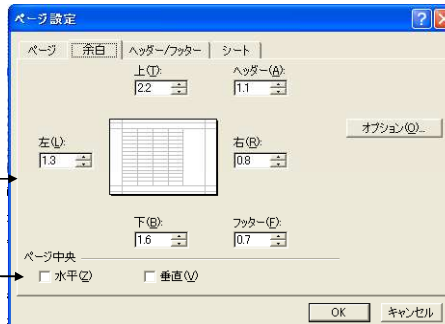 ページ設定
ページ 余白 ヘッダー/フッター シート
上(T): ヘッダー(A):
2.2 1.1
オプション(O)...
左(L): 右(R):
1.3 0.8
下(B): フッター(F):
1.6 0.7
ページ中央
水平(Z) 垂直(V)
OK キャンセル